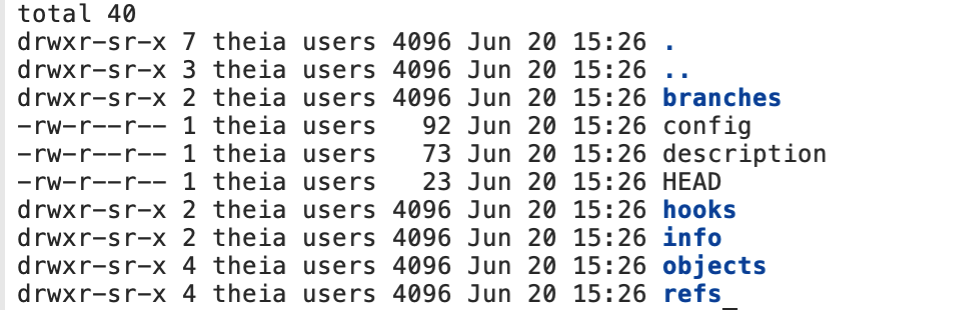 total 40
drwxr-sr-x 7 theia users 4096 Jun 20 15:26 .
drwxr-sr-x 3 theia users 4096 Jun 20 15:26 ..
drwxr-sr-x 2 theia users 4096 Jun 20 15:26 branches
-rw-r--r-- 1 theia users   92 Jun 20 15:26 config
-rw-r--r-- 1 theia users   73 Jun 20 15:26 description
-rw-r--r-- 1 theia users   23 Jun 20 15:26 HEAD
drwxr-sr-x 2 theia users 4096 Jun 20 15:26 hooks
drwxr-sr-x 2 theia users 4096 Jun 20 15:26 info
drwxr-sr-x 4 theia users 4096 Jun 20 15:26 objects
drwxr-sr-x 4 theia users 4096 Jun 20 15:26 refs